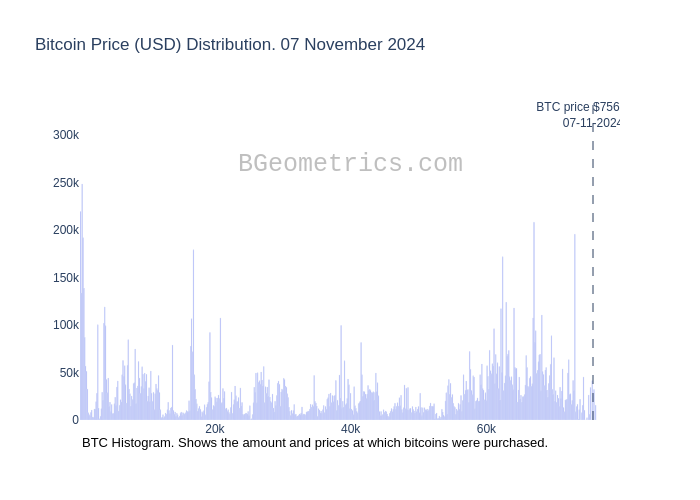 Bitcoin Price (USD) Distribution. 07 November 2024
BTC price $756
07-11-2024
300k
BGeometrics.com
250k
200k
150k
100k
50k
0
20k
40k
60k
BTC Histogram. Shows the amount and prices at which bitcoins were purchased.